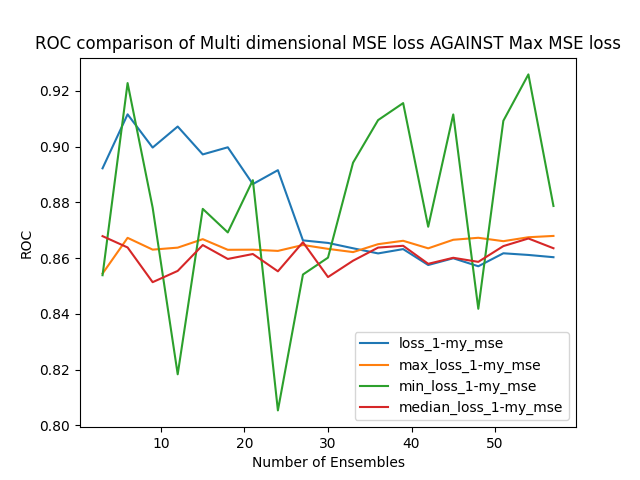 ROC comparison of Multi dimensional MSE loss AGAINST Max MSE loss
0.92
0.90
0.88
0.86
0.84
0.82
0.80
ROC
10
20
30
40
50
Number of Ensembles
loss_1-my_mse
max_loss_1-my_mse
min_loss_1-my_mse
median_loss_1-my_mse